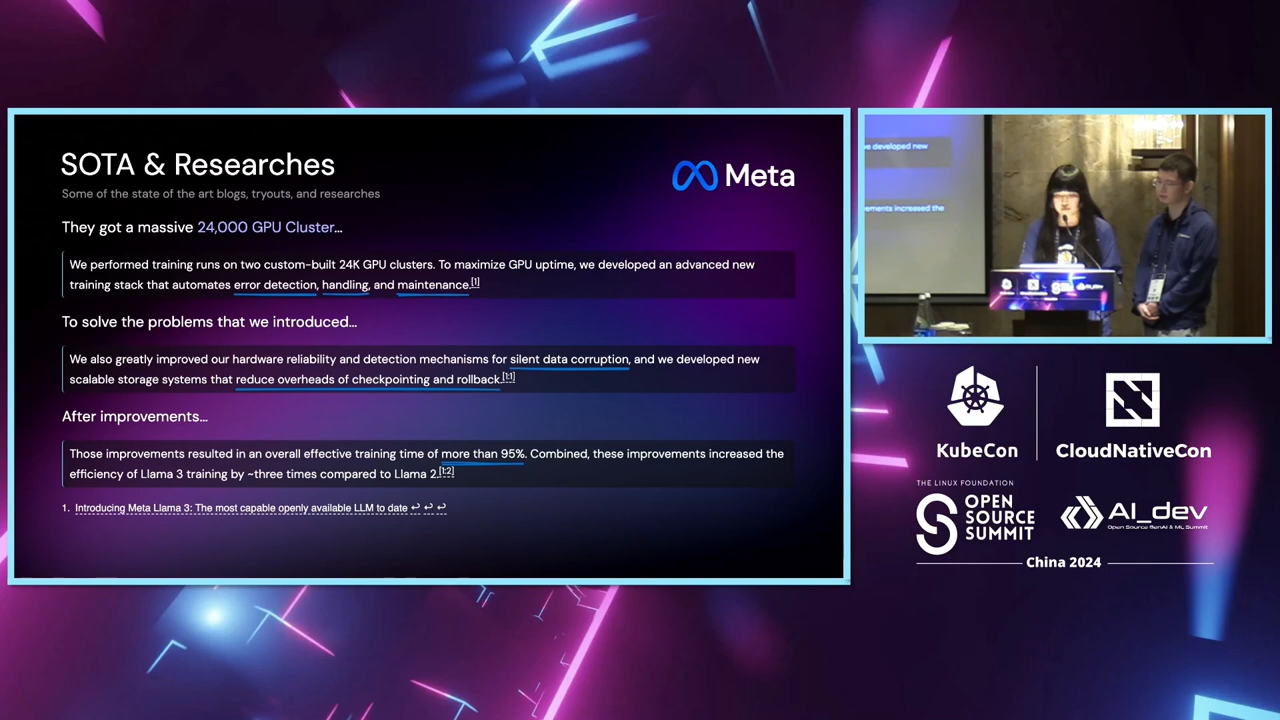 SOTA & Researches
Some of the state of the art blogs, tryouts, and researches
Meta
They got a massive 24,000 GPU Cluster...
We performed training runs on two custom-built 24K GPU clusters. To maximize GPU uptime, we developed an advanced new
training stack that automates error detection, handling, and maintenance.[1]
To solve the problems that we introduced...
We also greatly improved our hardware reliability and detection mechanisms for silent data corruption, and we developed new
scalable storage systems that reduce overheads of checkpointing and rollback.[1:1]
After improvements...
Those improvements resulted in an overall effective training time of more than 95%. Combined, these improvements increased the
efficiency of Llama 3 training by ~three times compared to Llama 2.[1:2]
1. Introducing Meta Llama 3: The most capable openly available LLM to date ↩ ↩ ↩
we developed new
ements increased the
KubeCon
CloudNativeCon
THE LINUX FOUNDATION
OPEN
SOURCE
SUMMIT
AI_dev
Open Source GenAI & ML Summit
China 2024